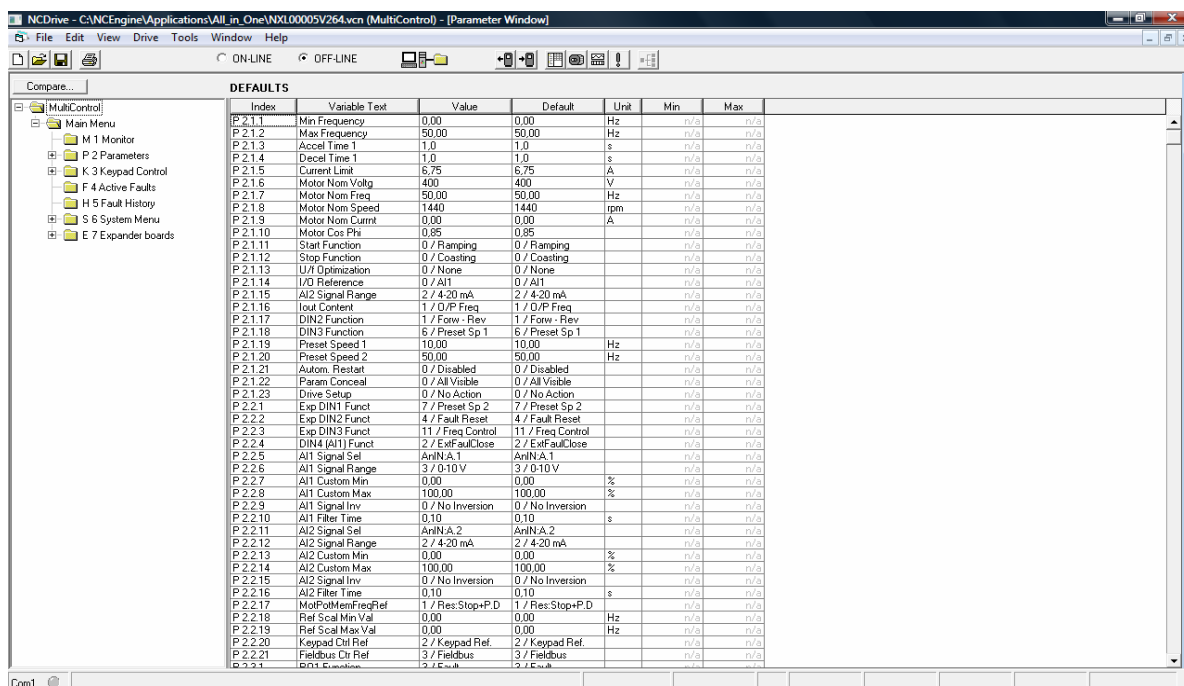 NCDrive - C:\NCEngine\Applications\All_in_One\NXL00005V264.vcn (MultiControl) - [Parameter Window]
File Edit View Drive Tools Window Help
ON-LINE OFF-LINE
Compare... DEFAULTS
MultiControl
Main Menu
M 1 Monitor
P 2 Parameters
K 3 Keypad Control
F 4 Active Faults
H 5 Fault History
S 6 System Menu
E 7 Expander boards
Index Variable Text Value Default Unit Min Max
P 2.1.1 Min Frequency 0,00 0,00 Hz n/a n/a
P 2.1.2 Max Frequency 50,00 50,00 Hz n/a n/a
P 2.1.3 Accel Time 1 1,0 1,0 s n/a n/a
P 2.1.4 Decel Time 1 1,0 1,0 s n/a n/a
P 2.1.5 Current Limit 6,75 6,75 A n/a n/a
P 2.1.6 Motor Nom Voltg 400 400 V n/a n/a
P 2.1.7 Motor Nom Freq 50,00 50,00 Hz n/a n/a
P 2.1.8 Motor Nom Speed 1440 1440 rpm n/a n/a
P 2.1.9 Motor Nom Currnt 0,00 0,00 A n/a n/a
P 2.1.10 Motor Cos Phi 0,85 0,85 n/a n/a
P 2.1.11 Start Function 0 / Ramping 0 / Ramping n/a n/a
P 2.1.12 Stop Function 0 / Coasting 0 / Coasting n/a n/a
P 2.1.13 U/f Optimization 0 / None 0 / None n/a n/a
P 2.1.14 I/O Reference 0 / AI1 0 / AI1 n/a n/a
P 2.1.15 AI2 Signal Range 2 / 4-20 mA 2 / 4-20 mA n/a n/a
P 2.1.16 Iout Content 1 / O/P Freq 1 / O/P Freq n/a n/a
P 2.1.17 DIN2 Function 1 / Forw - Rev 1 / Forw - Rev n/a n/a
P 2.1.18 DIN3 Function 6 / Preset Sp 1 6 / Preset Sp 1 n/a n/a
P 2.1.19 Preset Speed 1 10,00 10,00 Hz n/a n/a
P 2.1.20 Preset Speed 2 50,00 50,00 Hz n/a n/a
P 2.1.21 Autom. Restart 0 / Disabled 0 / Disabled n/a n/a
P 2.1.22 Param Conceal 0 / All Visible 0 / All Visible n/a n/a
P 2.1.23 Drive Setup 0 / No Action 0 / No Action n/a n/a
P 2.2.1 Exp DIN1 Funct 7 / Preset Sp 2 7 / Preset Sp 2 n/a n/a
P 2.2.2 Exp DIN2 Funct 4 / Fault Reset 4 / Fault Reset n/a n/a
P 2.2.3 Exp DIN3 Funct 11 / Freq Control 11 / Freq Control n/a n/a
P 2.2.4 DIN4 (AI1) Funct 2 / ExtFaulClose 2 / ExtFaulClose n/a n/a
P 2.2.5 AI1 Signal Sel AnIN:A.1 AnIN:A.1 n/a n/a
P 2.2.6 AI1 Signal Range 3 / 0-10 V 3 / 0-10 V n/a n/a
P 2.2.7 AI1 Custom Min 0,00 0,00 % n/a n/a
P 2.2.8 AI1 Custom Max 100,00 100,00 % n/a n/a
P 2.2.9 AI1 Signal Inv 0 / No Inversion 0 / No Inversion n/a n/a
P 2.2.10 AI1 Filter Time 0,10 0,10 s n/a n/a
P 2.2.11 AI2 Signal Sel AnIN:A.2 AnIN:A.2 n/a n/a
P 2.2.12 AI2 Signal Range 2 / 4-20 mA 2 / 4-20 mA n/a n/a
P 2.2.13 AI2 Custom Min 0,00 0,00 % n/a n/a
P 2.2.14 AI2 Custom Max 100,00 100,00 % n/a n/a
P 2.2.15 AI2 Signal Inv 0 / No Inversion 0 / No Inversion n/a n/a
P 2.2.16 AI2 Filter Time 0,10 0,10 s n/a n/a
P 2.2.17 MotPotMemFreqRef 1 / Res:Stop+P.D 1 / Res:Stop+P.D n/a n/a
P 2.2.18 Ref Scal Min Val 0,00 0,00 Hz n/a n/a
P 2.2.19 Ref Scal Max Val 0,00 0,00 Hz n/a n/a
P 2.2.20 Keypad Ctrl Ref 2 / Keypad Ref. 2 / Keypad Ref. n/a n/a
P 2.2.21 Fieldbus Ctr Ref 3 / Fieldbus 3 / Fieldbus n/a n/a
P 2.3.1 RO1 Function 3 / Fault 3 / Fault n/a n/a
Com1